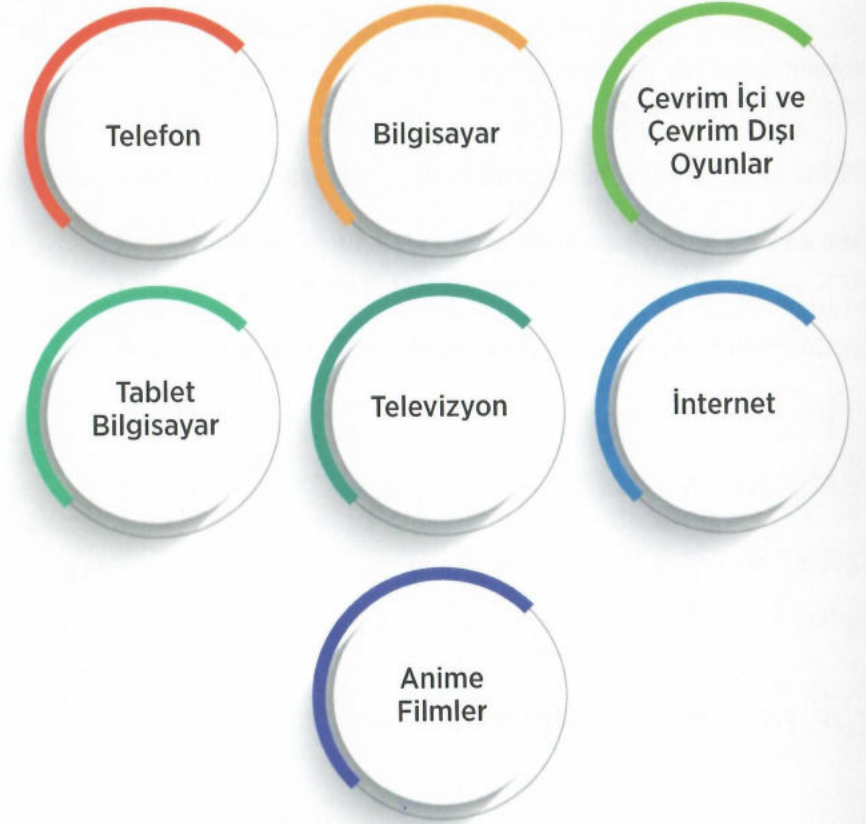 Telefon
Bilgisayar
Çevrim İçi ve
Çevrim Dışı
Oyunlar
Tablet
Bilgisayar
Televizyon
İnternet
Anime
Filmler